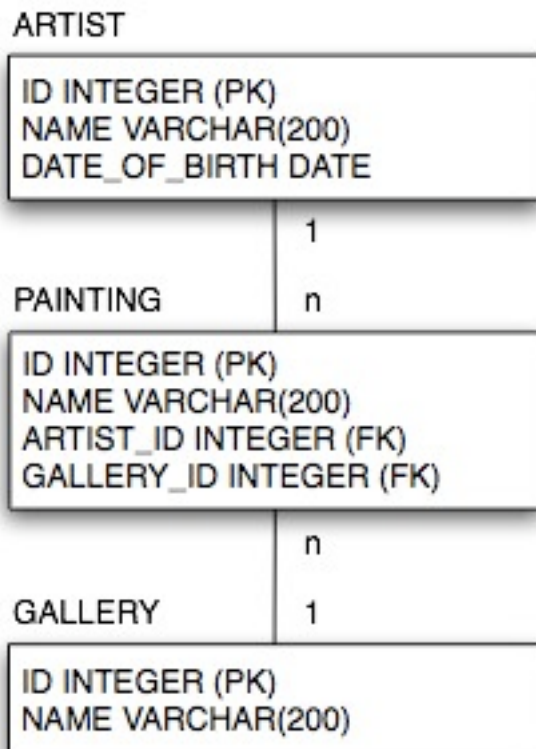 ARTIST
ID INTEGER (PK)
NAME VARCHAR(200)
DATE_OF_BIRTH DATE
1
PAINTING n
ID INTEGER (PK)
NAME VARCHAR(200)
ARTIST_ID INTEGER (FK)
GALLERY_ID INTEGER (FK)
n
GALLERY 1
ID INTEGER (PK)
NAME VARCHAR(200)